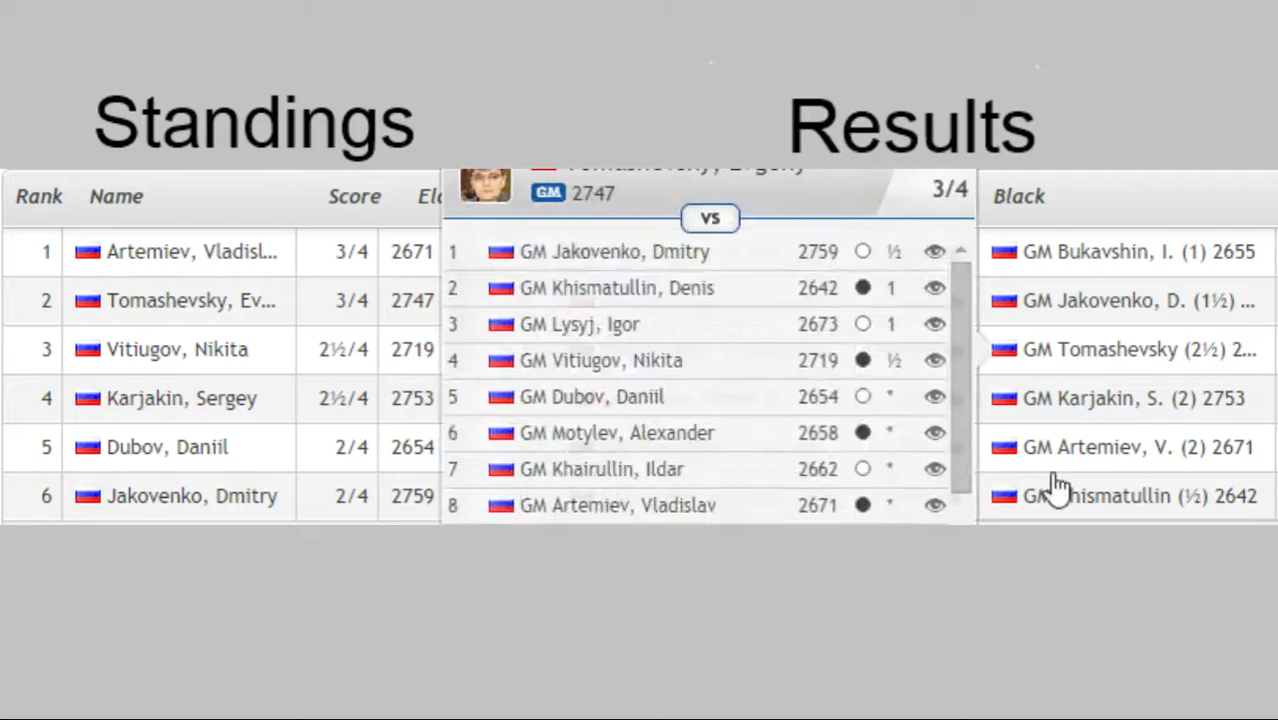 Standings
Results
Rank Name Score Elo
1 Artemiev, Vladisl... 3/4 2671
2 Tomashevsky, Ev... 3/4 2747
3 Vitiugov, Nikita 2½/4 2719
4 Karjakin, Sergey 2½/4 2753
5 Dubov, Daniil 2/4 2654
6 Jakovenko, Dmitry 2/4 2759
Tomashevsky, Evgeny
GM 2747 3/4
VS
1 GM Jakovenko, Dmitry 2759 ½
2 GM Khismatullin, Denis 2642 1
3 GM Lysyj, Igor 2673 1
4 GM Vitiugov, Nikita 2719 ½
5 GM Dubov, Daniil 2654 *
6 GM Motylev, Alexander 2658 *
7 GM Khairullin, Ildar 2662 *
8 GM Artemiev, Vladislav 2671 *
Black
GM Bukavshin, I. (1) 2655
GM Jakovenko, D. (1½) ...
GM Tomashevsky (2½) 2...
GM Karjakin, S. (2) 2753
GM Artemiev, V. (2) 2671
GM Khismatullin (½) 2642